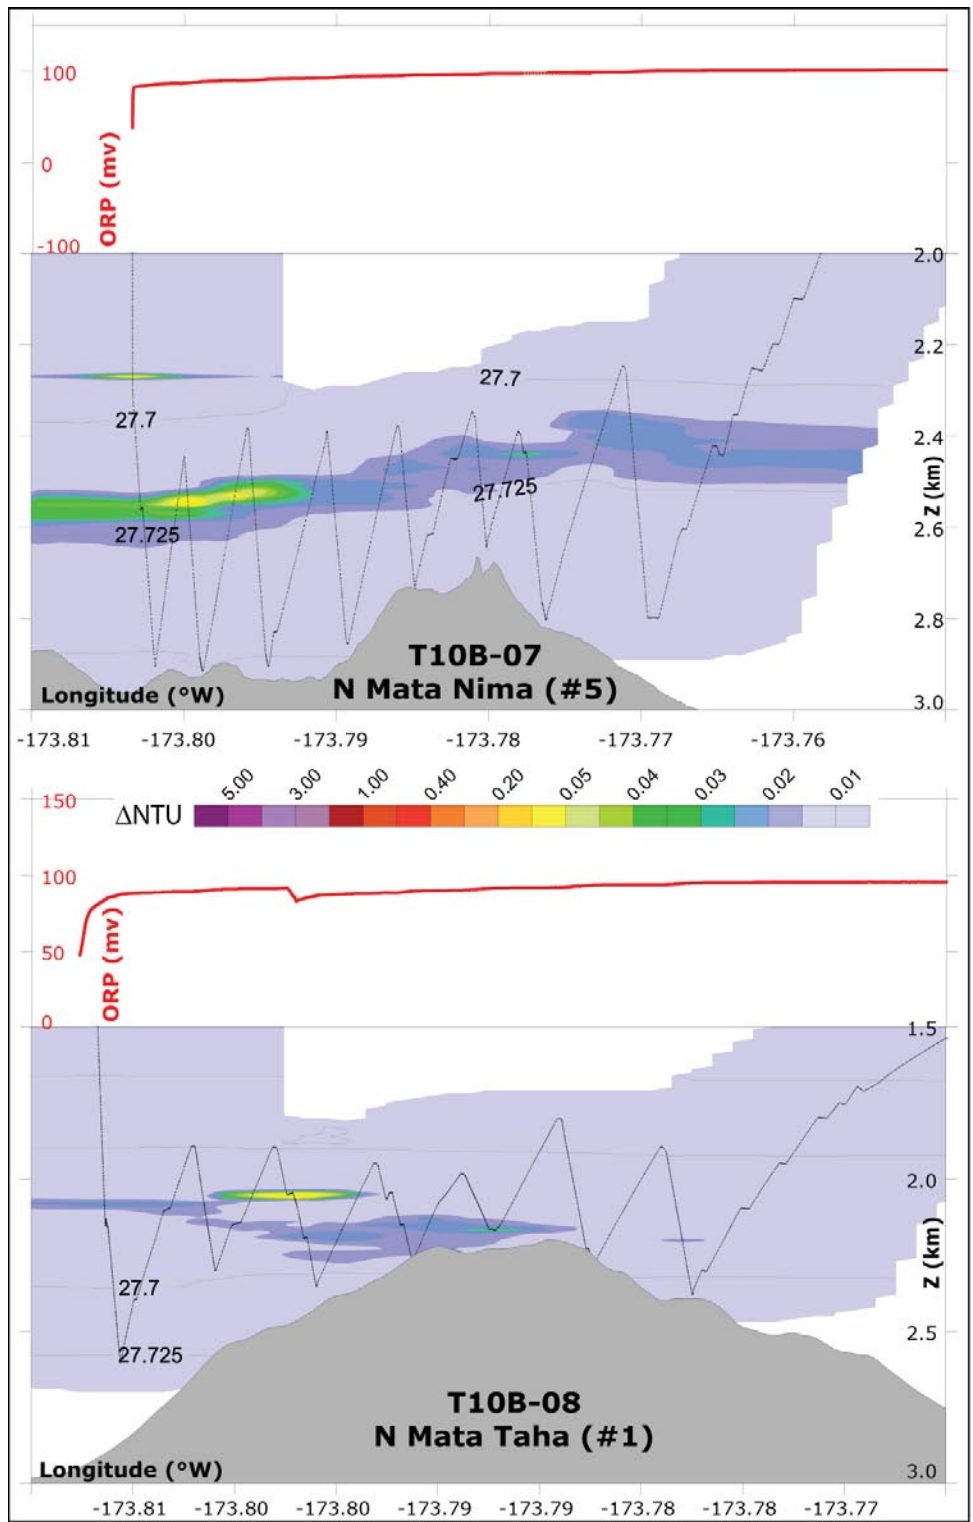 100
0
-100
ORP (mv)
2.0
2.2
2.4
2.6
2.8
3.0
Z (km)
27.7
27.7
27.725
27.725
T10B-07
N Mata Nima (#5)
Longitude (°W)
-173.81 -173.80 -173.79 -173.78 -173.77 -173.76
ΔNTU
5.00 3.00 1.00 0.40 0.20 0.05 0.04 0.03 0.02 0.01
150
100
50
0
ORP (mv)
1.5
2.0
2.5
3.0
Z (km)
27.7
27.725
T10B-08
N Mata Taha (#1)
Longitude (°W)
-173.81 -173.80 -173.80 -173.79 -173.79 -173.78 -173.78 -173.77